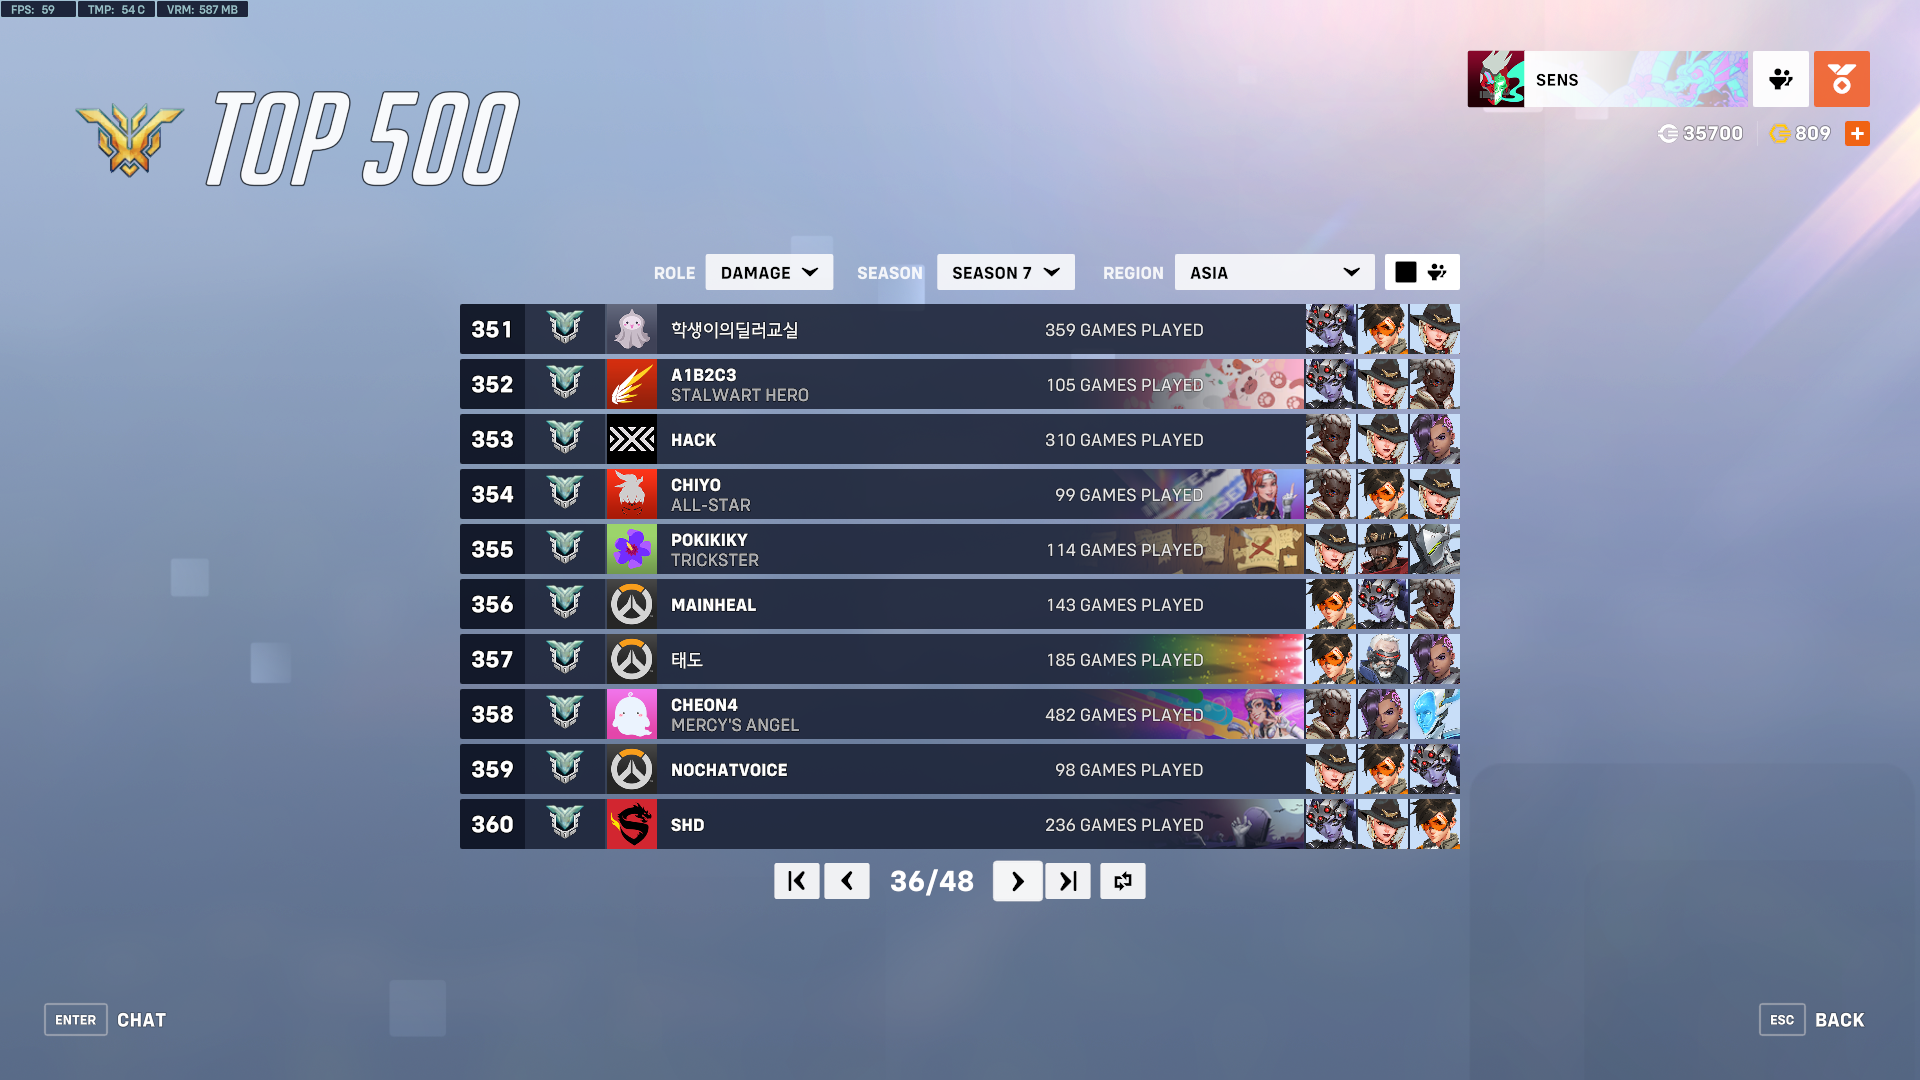 FPS: 59 TMP: 54 C VRM: 587 MB
TOP 500
SENS
35700 809
ROLE DAMAGE SEASON SEASON 7 REGION ASIA
351 학생이의딜러교실 359 GAMES PLAYED
352 A1B2C3 105 GAMES PLAYED
STALWART HERO
353 HACK 310 GAMES PLAYED
354 CHIYO 99 GAMES PLAYED
ALL-STAR
355 POKIKIKY 114 GAMES PLAYED
TRICKSTER
356 MAINHEAL 143 GAMES PLAYED
357 태도 185 GAMES PLAYED
358 CHEON4 482 GAMES PLAYED
MERCY'S ANGEL
359 NOCHATVOICE 98 GAMES PLAYED
360 SHD 236 GAMES PLAYED
36/48
ENTER CHAT
ESC BACK